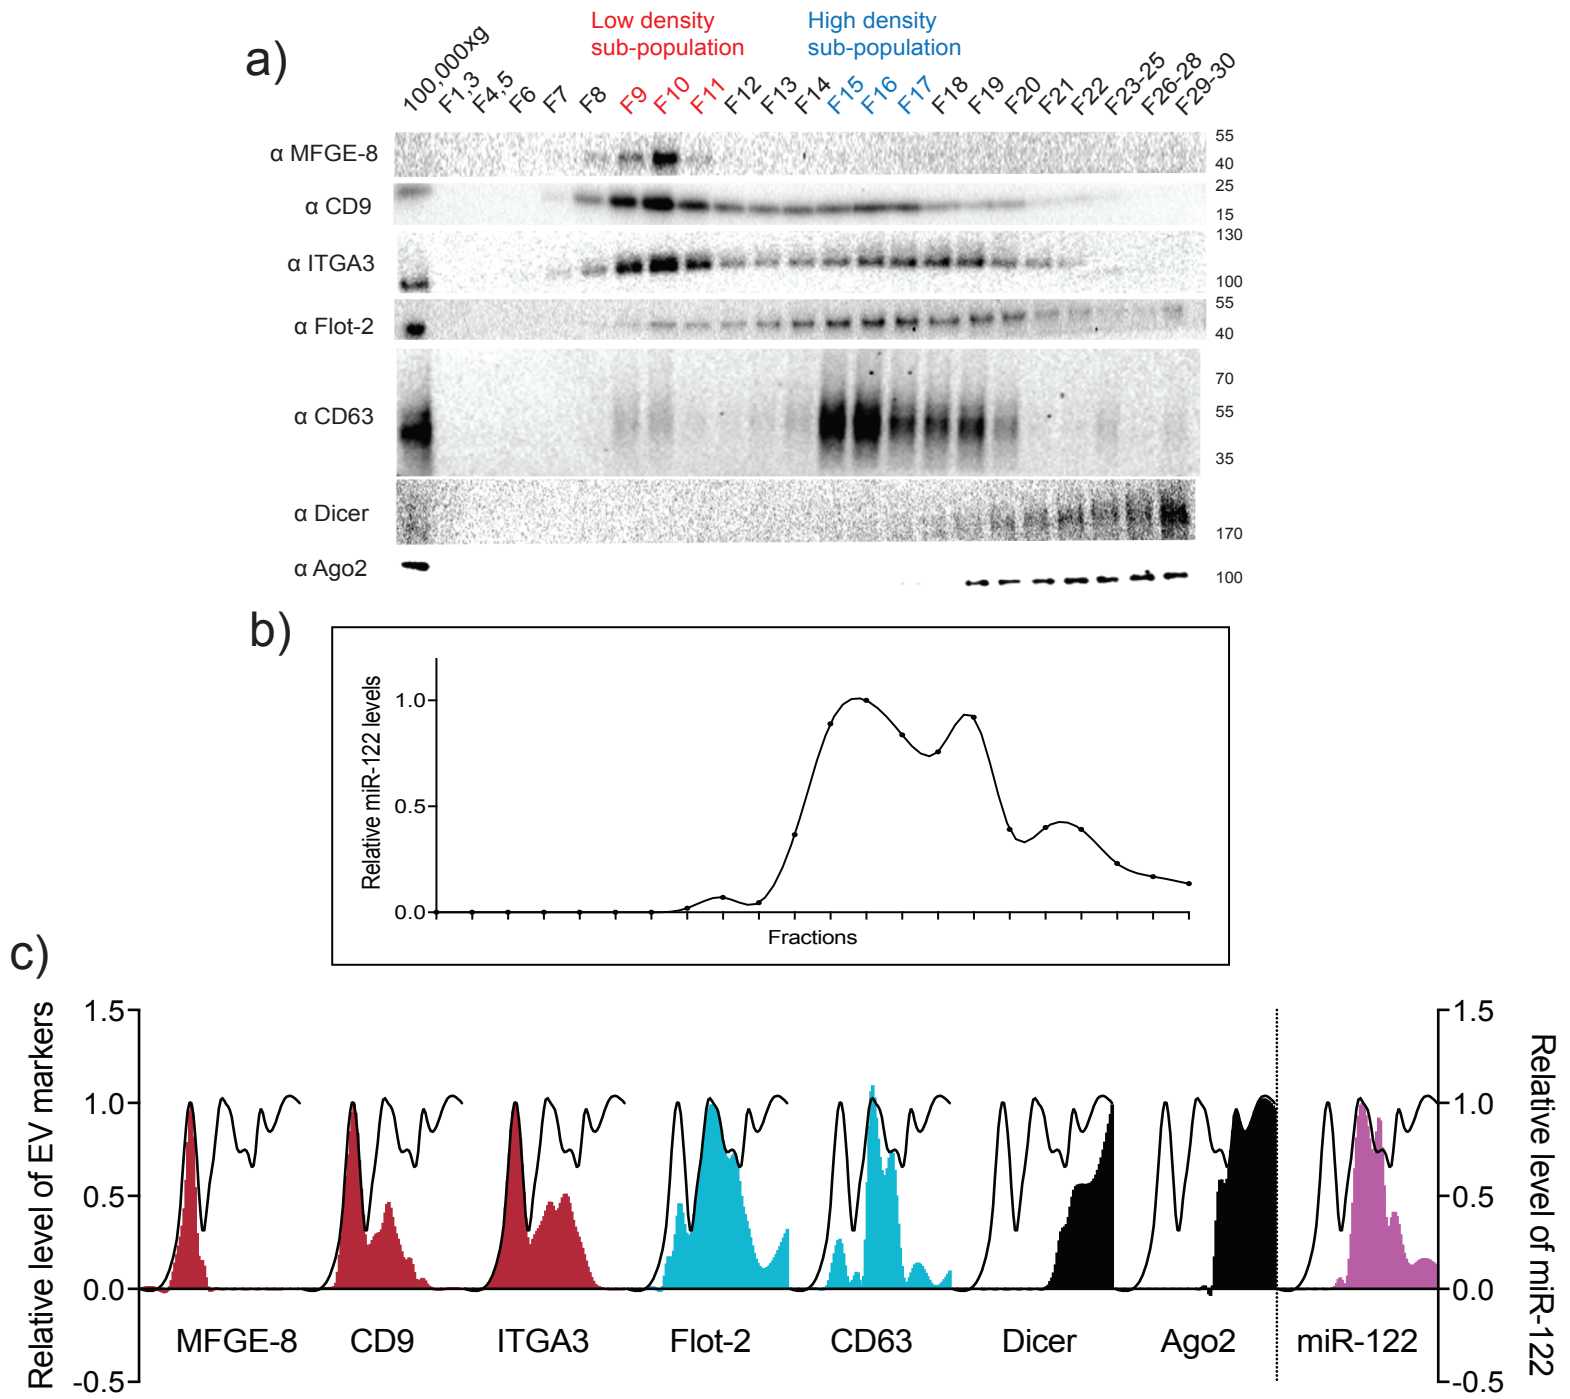 a)
Low density
sub-population
High density
sub-population
100,000xg
F1,3
F4,5
F6
F7
F8
F9
F10
F11
F12
F13
F14
F15
F16
F17
F18
F19
F20
F21
F22
F23-25
F26-28
F29-30
α MFGE-8
55
40
α CD9
25
15
α ITGA3
130
100
α Flot-2
55
40
α CD63
70
55
35
α Dicer
170
α Ago2
100
b)
Relative miR-122 levels
1.0
0.5
0.0
Fractions
c)
Relative level of EV markers
1.5
1.0
0.5
0.0
-0.5
MFGE-8
CD9
ITGA3
Flot-2
CD63
Dicer
Ago2
miR-122
1.5
1.0
0.5
0.0
-0.5
Relative level of miR-122